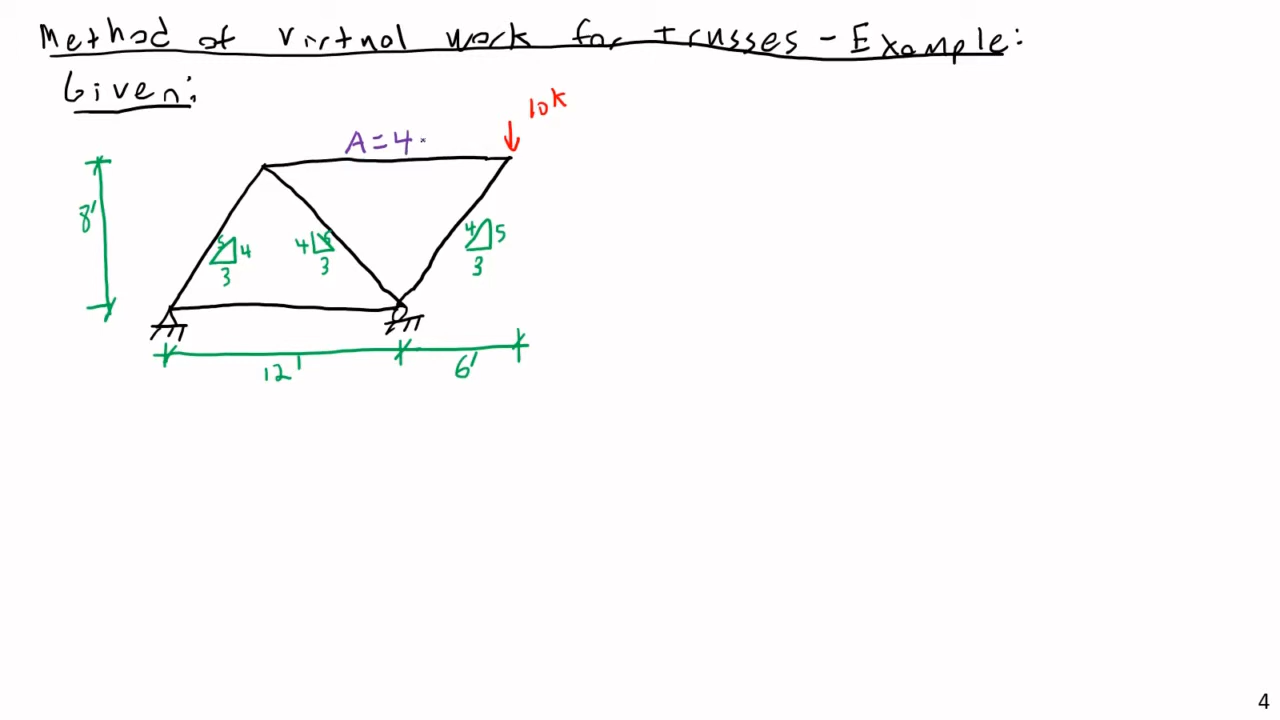 Method of Virtual work for trusses - Example:
Given:
10k
A = 4
8'
5 4 3
4 5 3
4 5 3
12'
6'
4